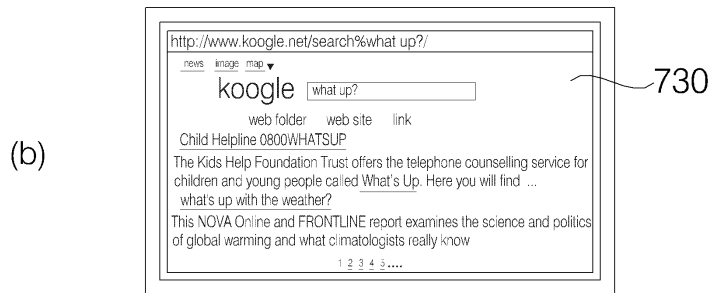 http://www.koogle.net/search%what up?/
news image map ▼
koogle what up?
730
web folder web site link
(b)
Child Helpline 0800WHATSUP
The Kids Help Foundation Trust offers the telephone counselling service for
children and young people called What's Up. Here you will find ...
what's up with the weather?
This NOVA Online and FRONTLINE report examines the science and politics
of global warming and what climatologists really know
1 2 3 4 5....